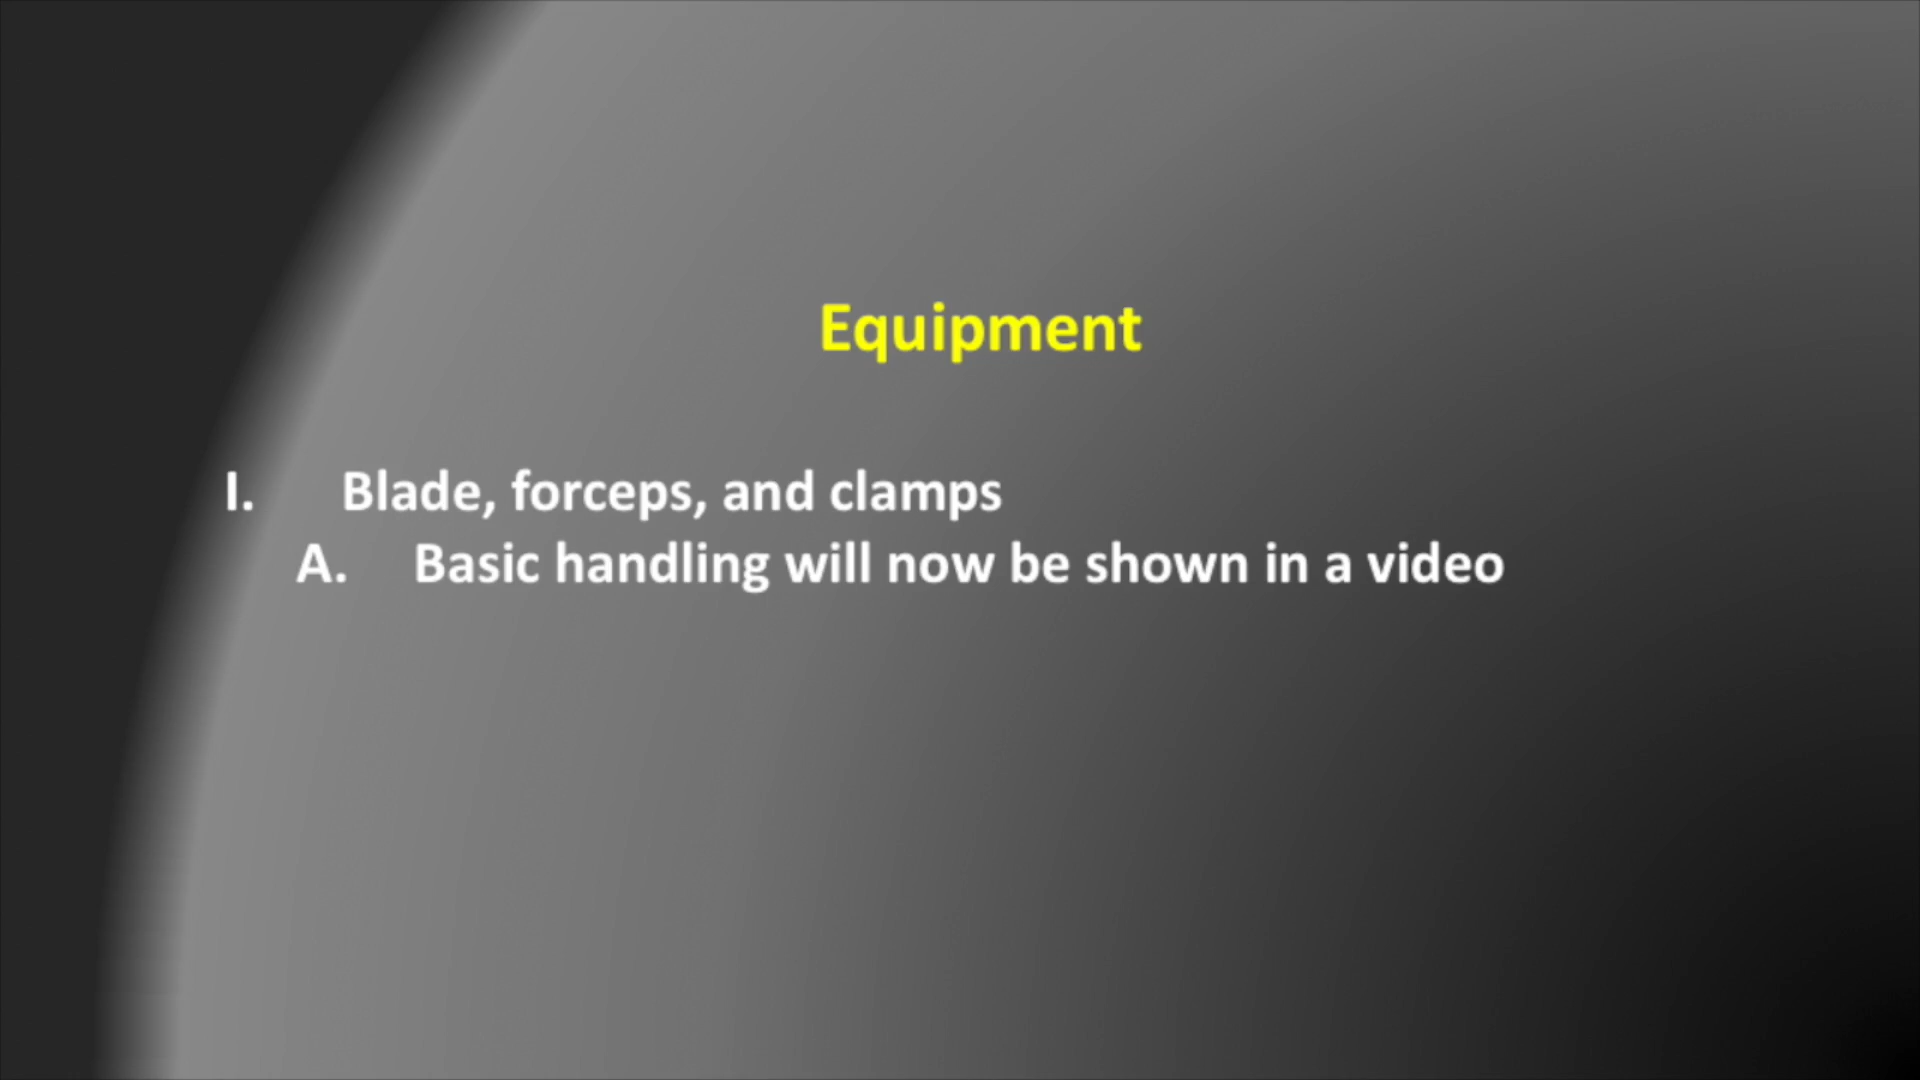 Equipment
I. Blade, forceps, and clamps
A. Basic handling will now be shown in a video